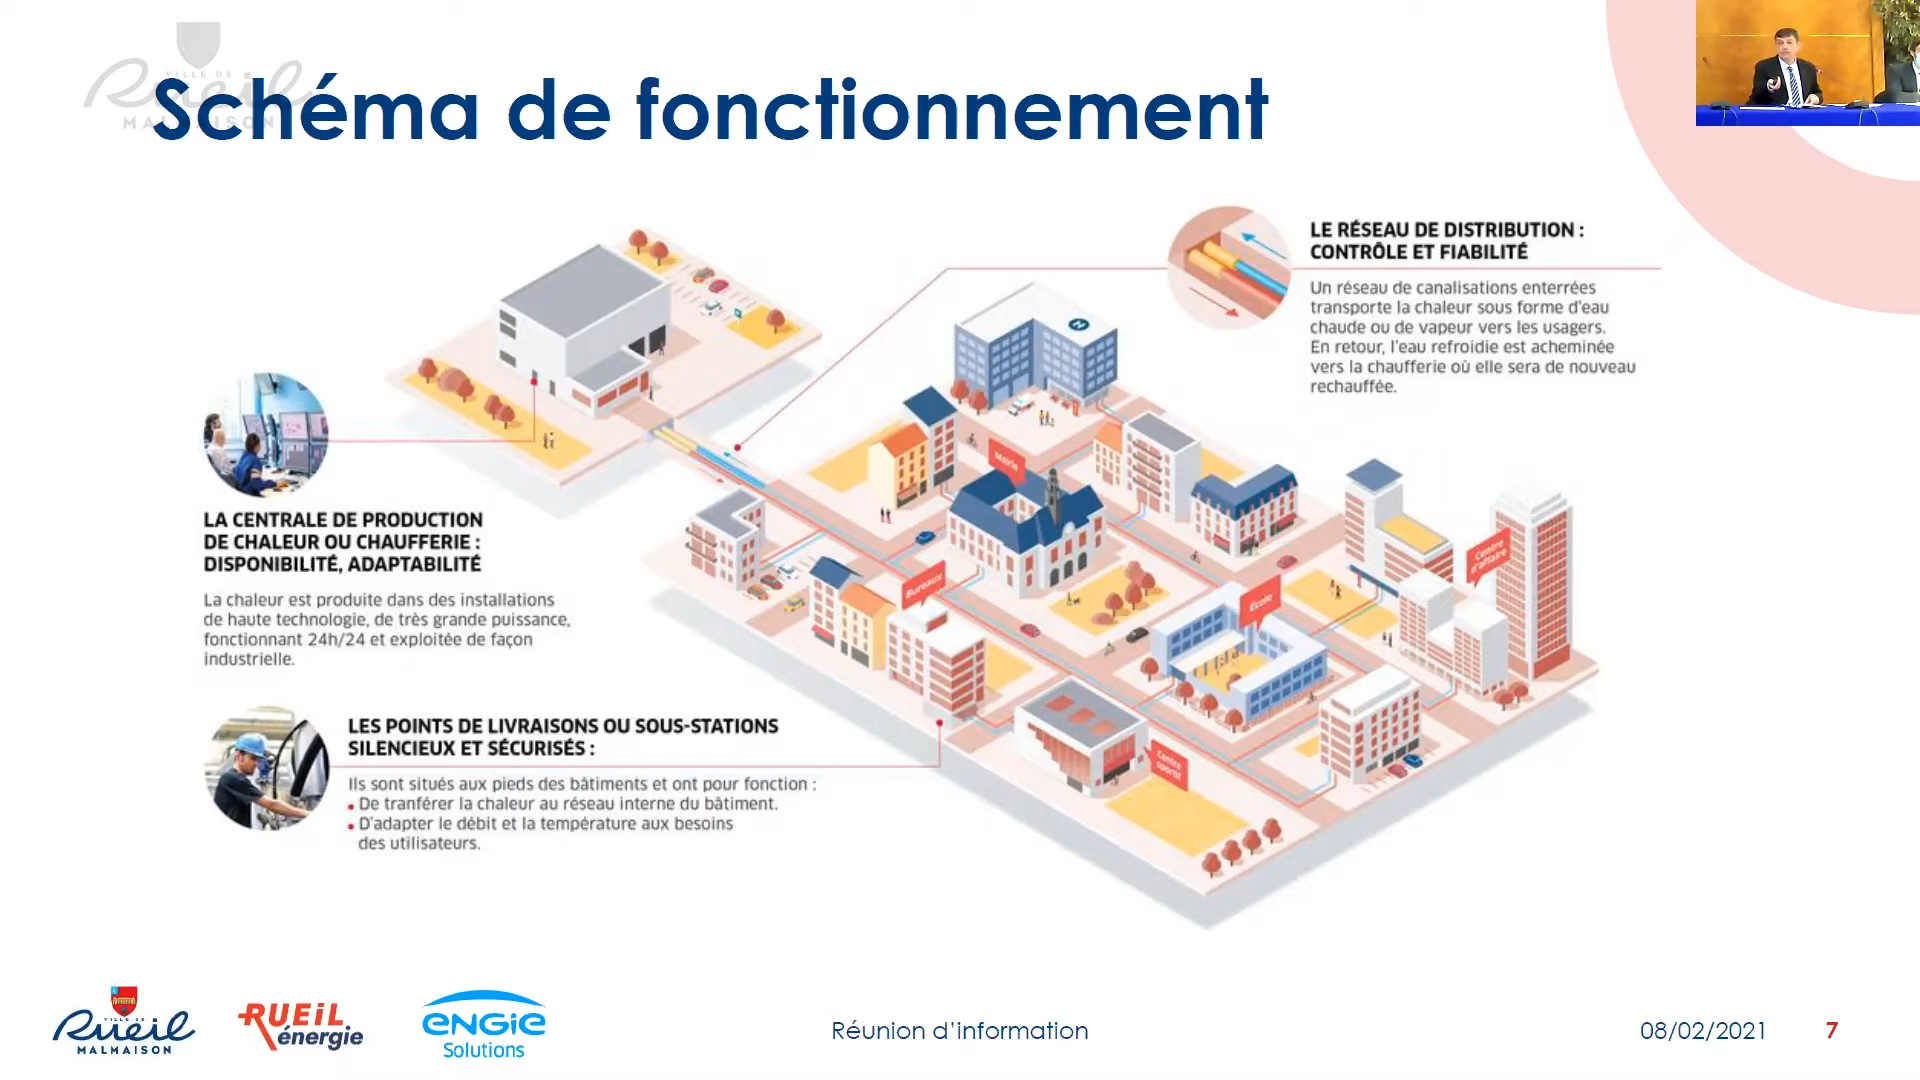 VILLE DE
Rueil
MALMAISON
Schéma de fonctionnement
LE RÉSEAU DE DISTRIBUTION :
CONTRÔLE ET FIABILITÉ
Un réseau de canalisations enterrées
transporte la chaleur sous forme d'eau
chaude ou de vapeur vers les usagers.
En retour, l'eau refroidie est acheminée
vers la chaufferie où elle sera de nouveau
rechauffée.
H
Mairie
Bureaux
École
Centre
d'affaire
Centre
sportif
LA CENTRALE DE PRODUCTION
DE CHALEUR OU CHAUFFERIE :
DISPONIBILITÉ, ADAPTABILITÉ
La chaleur est produite dans des installations
de haute technologie, de très grande puissance,
fonctionnant 24h/24 et exploitée de façon
industrielle.
LES POINTS DE LIVRAISONS OU SOUS-STATIONS
SILENCIEUX ET SÉCURISÉS :
Ils sont situés aux pieds des bâtiments et ont pour fonction :
• De tranférer la chaleur au réseau interne du bâtiment.
• D'adapter le débit et la température aux besoins
des utilisateurs.
VILLE DE
Rueil
MALMAISON
RUEIL
énergie
ENGIE
Solutions
Réunion d'information
08/02/2021
7